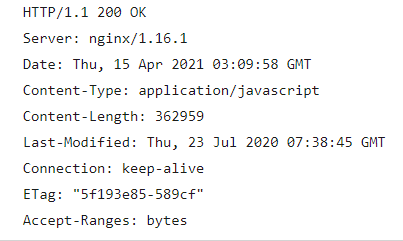 HTTP/1.1 200 OK
Server: nginx/1.16.1
Date: Thu, 15 Apr 2021 03:09:58 GMT
Content-Type: application/javascript
Content-Length: 362959
Last-Modified: Thu, 23 Jul 2020 07:38:45 GMT
Connection: keep-alive
ETag: "5f193e85-589cf"
Accept-Ranges: bytes